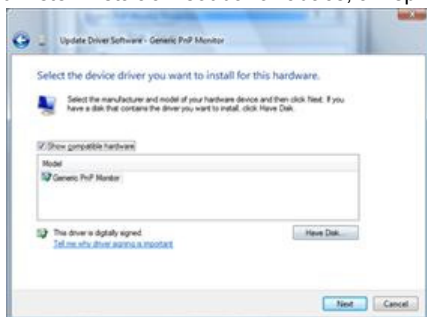 Update Driver Software - Generic PnP Monitor
Select the device driver you want to install for this hardware.
Select the manufacturer and model of your hardware device and then click Next. If you
have a disk that contains the driver you want to install, click Have Disk.
Show compatible hardware
Model
Generic PnP Monitor
This driver is digitally signed.
Have Disk...
Tell me why driver signing is important
Next
Cancel